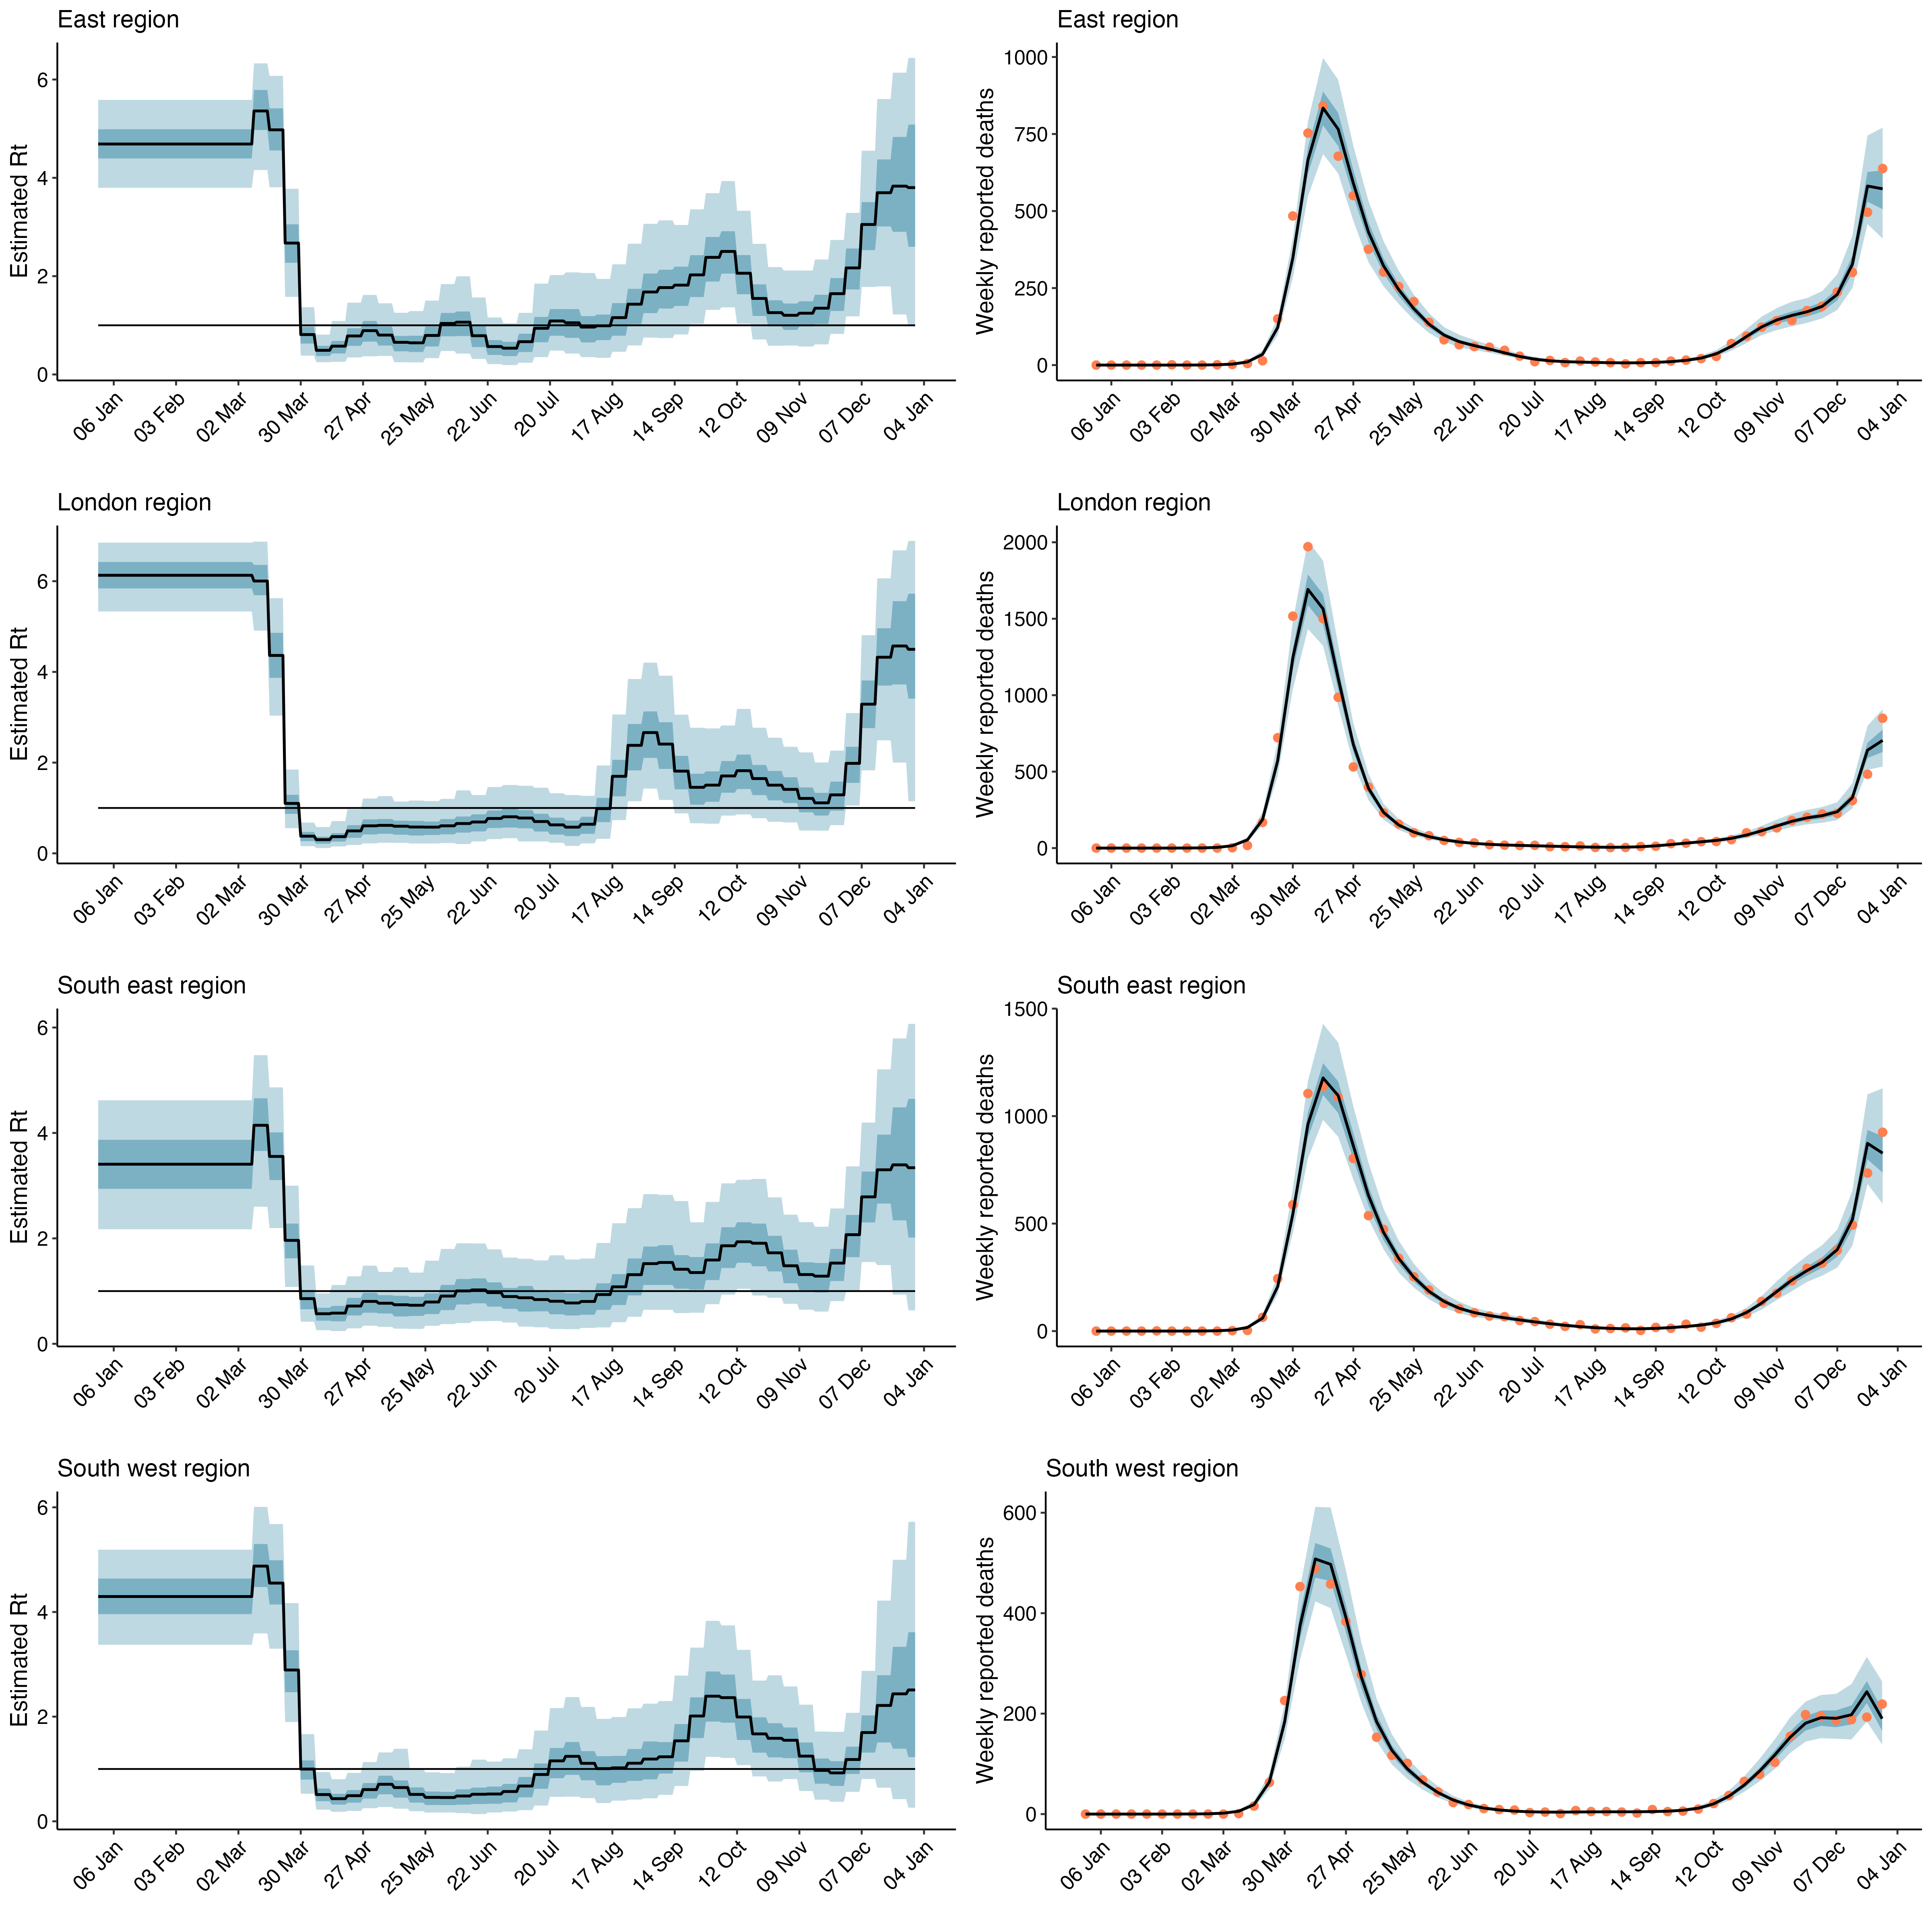 East region
Estimated Rt
6
4
2
0
06 Jan
03 Feb
02 Mar
30 Mar
27 Apr
25 May
22 Jun
20 Jul
17 Aug
14 Sep
12 Oct
09 Nov
07 Dec
04 Jan
East region
Weekly reported deaths
1000
750
500
250
0
06 Jan
03 Feb
02 Mar
30 Mar
27 Apr
25 May
22 Jun
20 Jul
17 Aug
14 Sep
12 Oct
09 Nov
07 Dec
04 Jan
London region
Estimated Rt
6
4
2
0
06 Jan
03 Feb
02 Mar
30 Mar
27 Apr
25 May
22 Jun
20 Jul
17 Aug
14 Sep
12 Oct
09 Nov
07 Dec
04 Jan
London region
Weekly reported deaths
2000
1500
1000
500
0
06 Jan
03 Feb
02 Mar
30 Mar
27 Apr
25 May
22 Jun
20 Jul
17 Aug
14 Sep
12 Oct
09 Nov
07 Dec
04 Jan
South east region
Estimated Rt
6
4
2
0
06 Jan
03 Feb
02 Mar
30 Mar
27 Apr
25 May
22 Jun
20 Jul
17 Aug
14 Sep
12 Oct
09 Nov
07 Dec
04 Jan
South east region
Weekly reported deaths
1500
1000
500
0
06 Jan
03 Feb
02 Mar
30 Mar
27 Apr
25 May
22 Jun
20 Jul
17 Aug
14 Sep
12 Oct
09 Nov
07 Dec
04 Jan
South west region
Estimated Rt
6
4
2
0
06 Jan
03 Feb
02 Mar
30 Mar
27 Apr
25 May
22 Jun
20 Jul
17 Aug
14 Sep
12 Oct
09 Nov
07 Dec
04 Jan
South west region
Weekly reported deaths
600
400
200
0
06 Jan
03 Feb
02 Mar
30 Mar
27 Apr
25 May
22 Jun
20 Jul
17 Aug
14 Sep
12 Oct
09 Nov
07 Dec
04 Jan